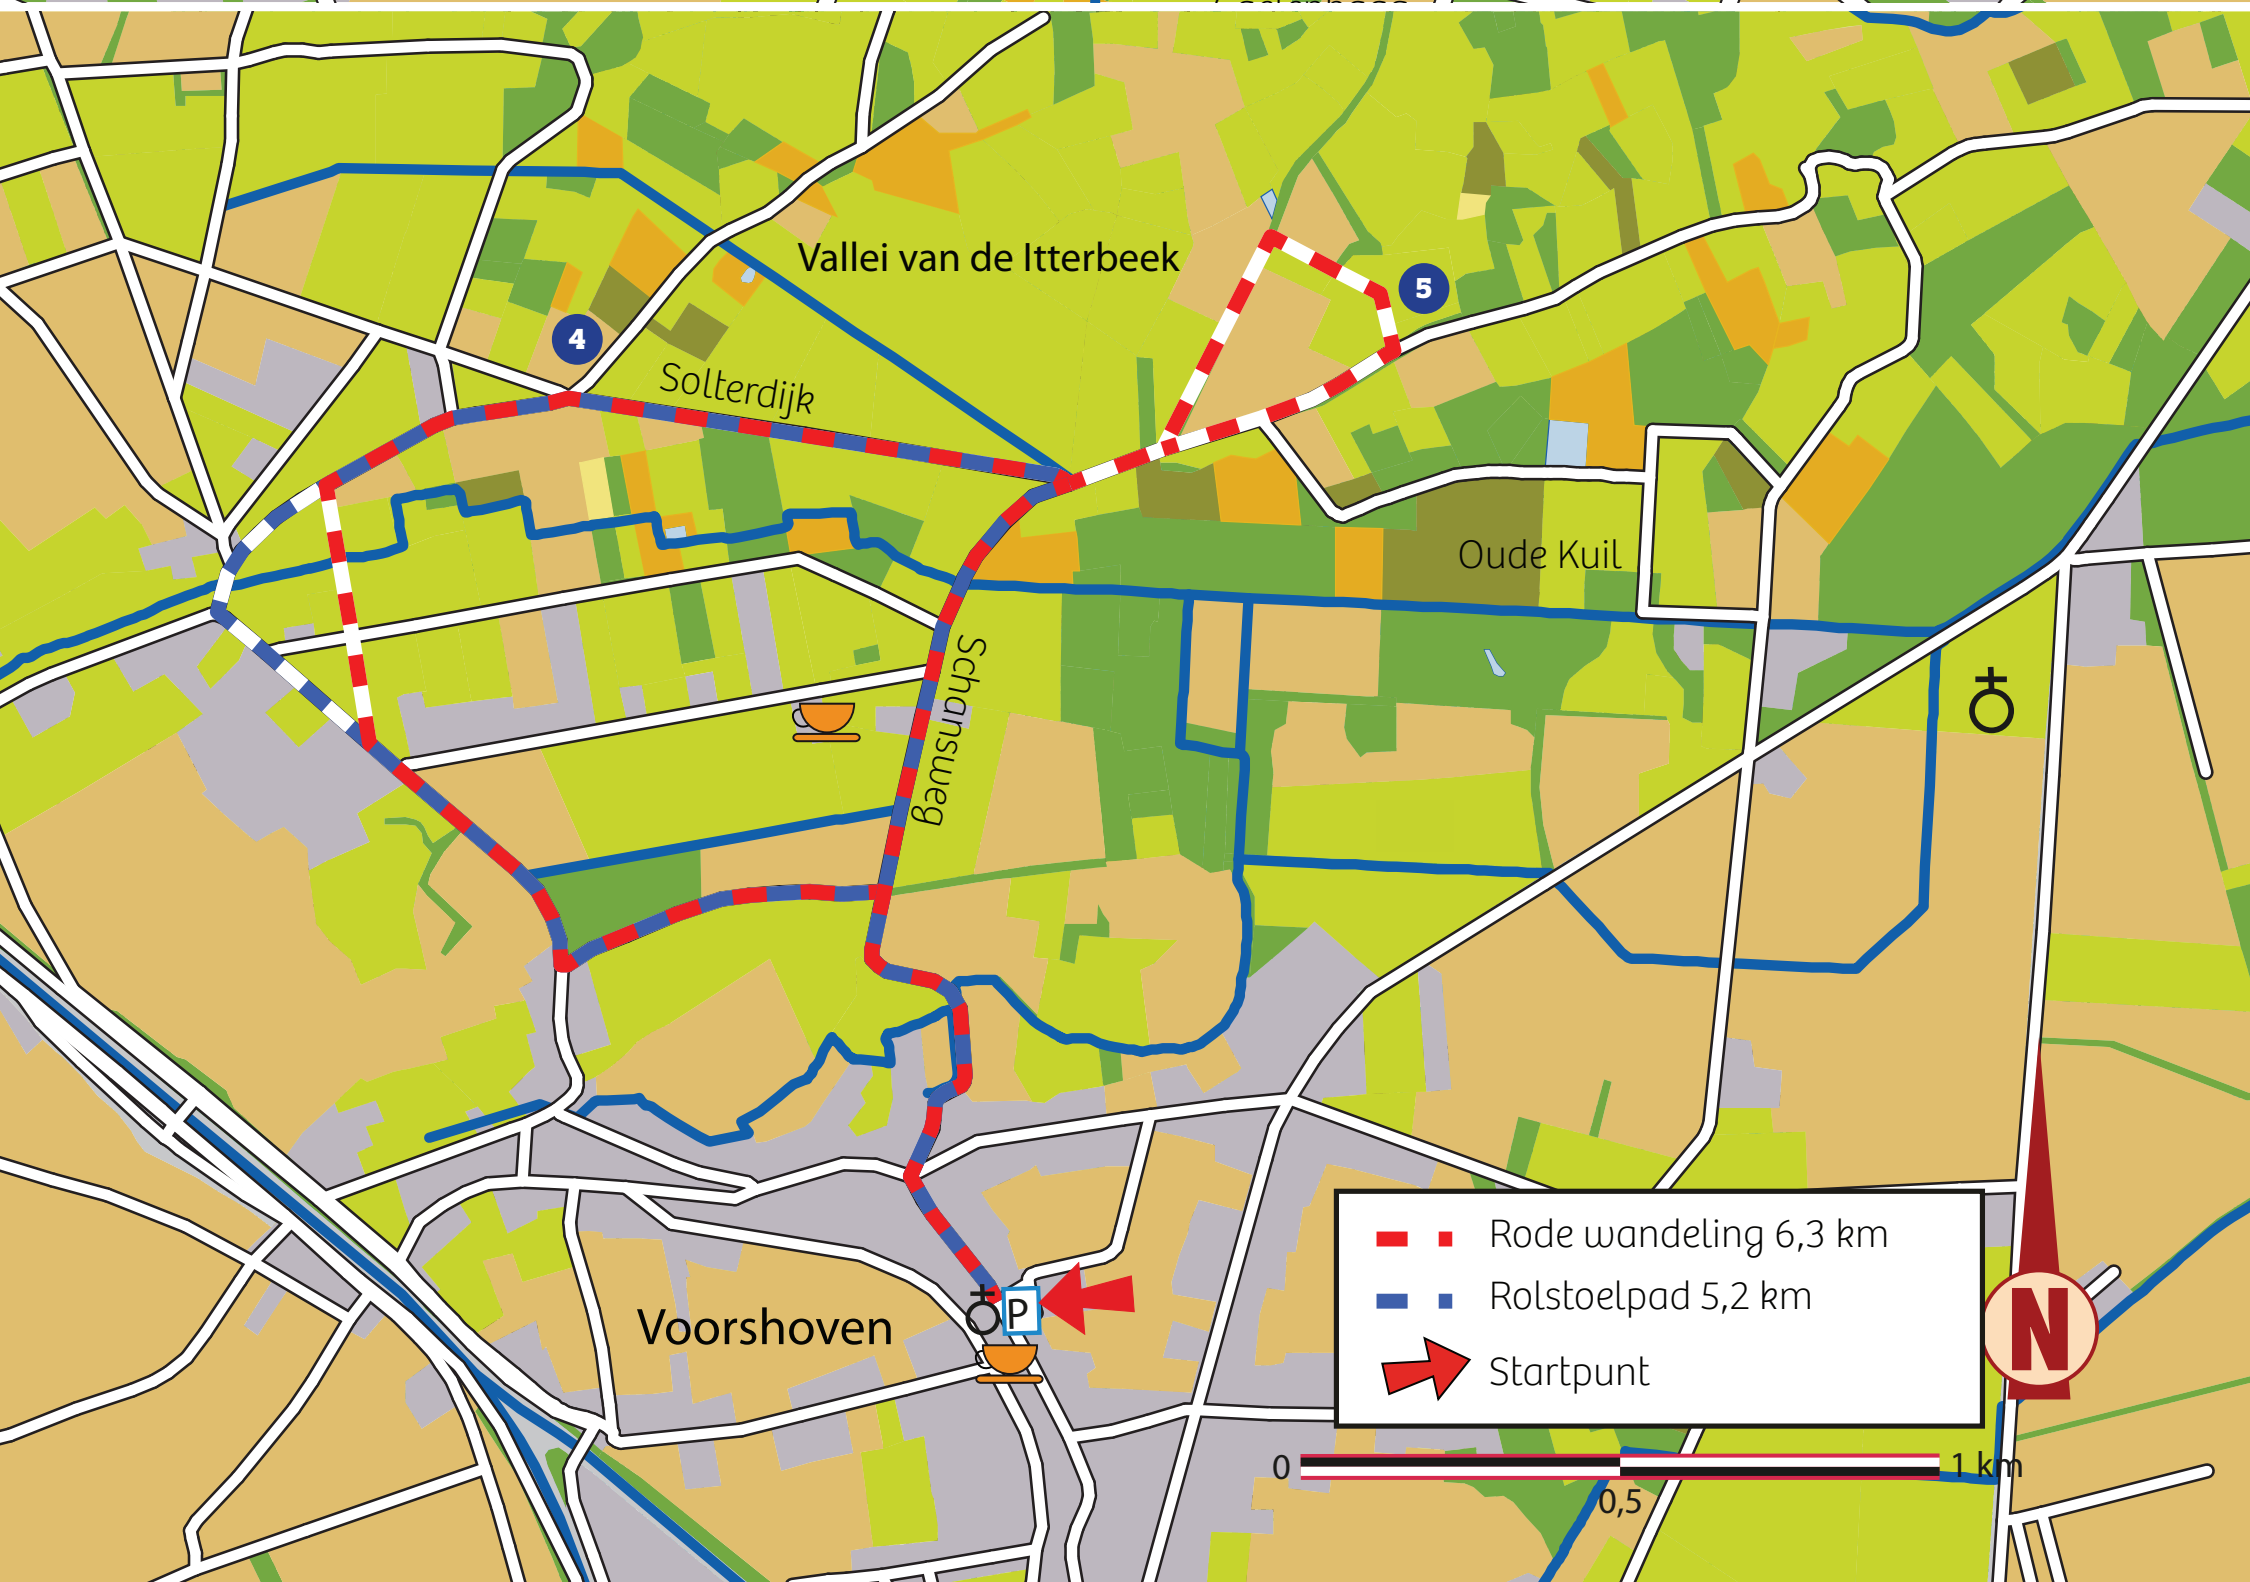 Vallei van de Itterbeek
5
4
Solterdijk
Oude Kuil
Schansweg
Rode wandeling 6,3 km
Rolstoelpad 5,2 km
Startpunt
Voorshoven
P
N
0
1 km
0,5